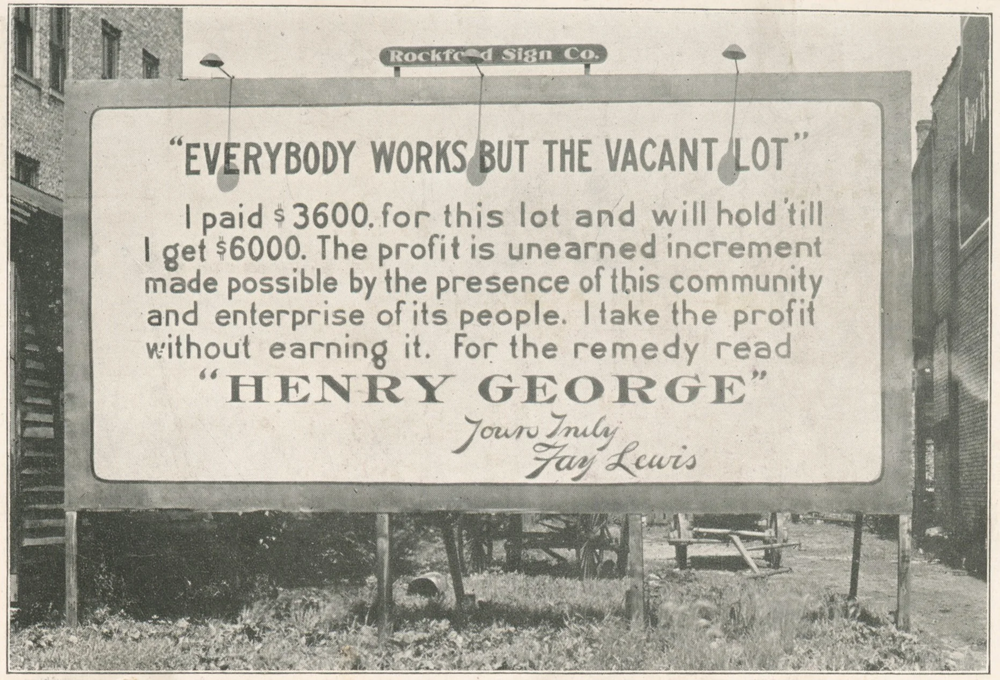 Rockford Sign Co.
“EVERYBODY WORKS BUT THE VACANT LOT”
I paid $3600. for this lot and will hold 'till
I get $6000. The profit is unearned increment
made possible by the presence of this community
and enterprise of its people. I take the profit
without earning it. For the remedy read
“HENRY GEORGE”
Yours Truly
Fay Lewis